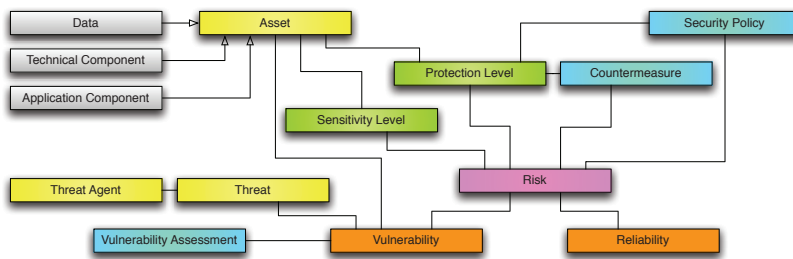 Data
Asset
Security Policy
Technical Component
Protection Level
Countermeasure
Application Component
Sensitivity Level
Risk
Threat Agent
Threat
Vulnerability Assessment
Vulnerability
Reliability